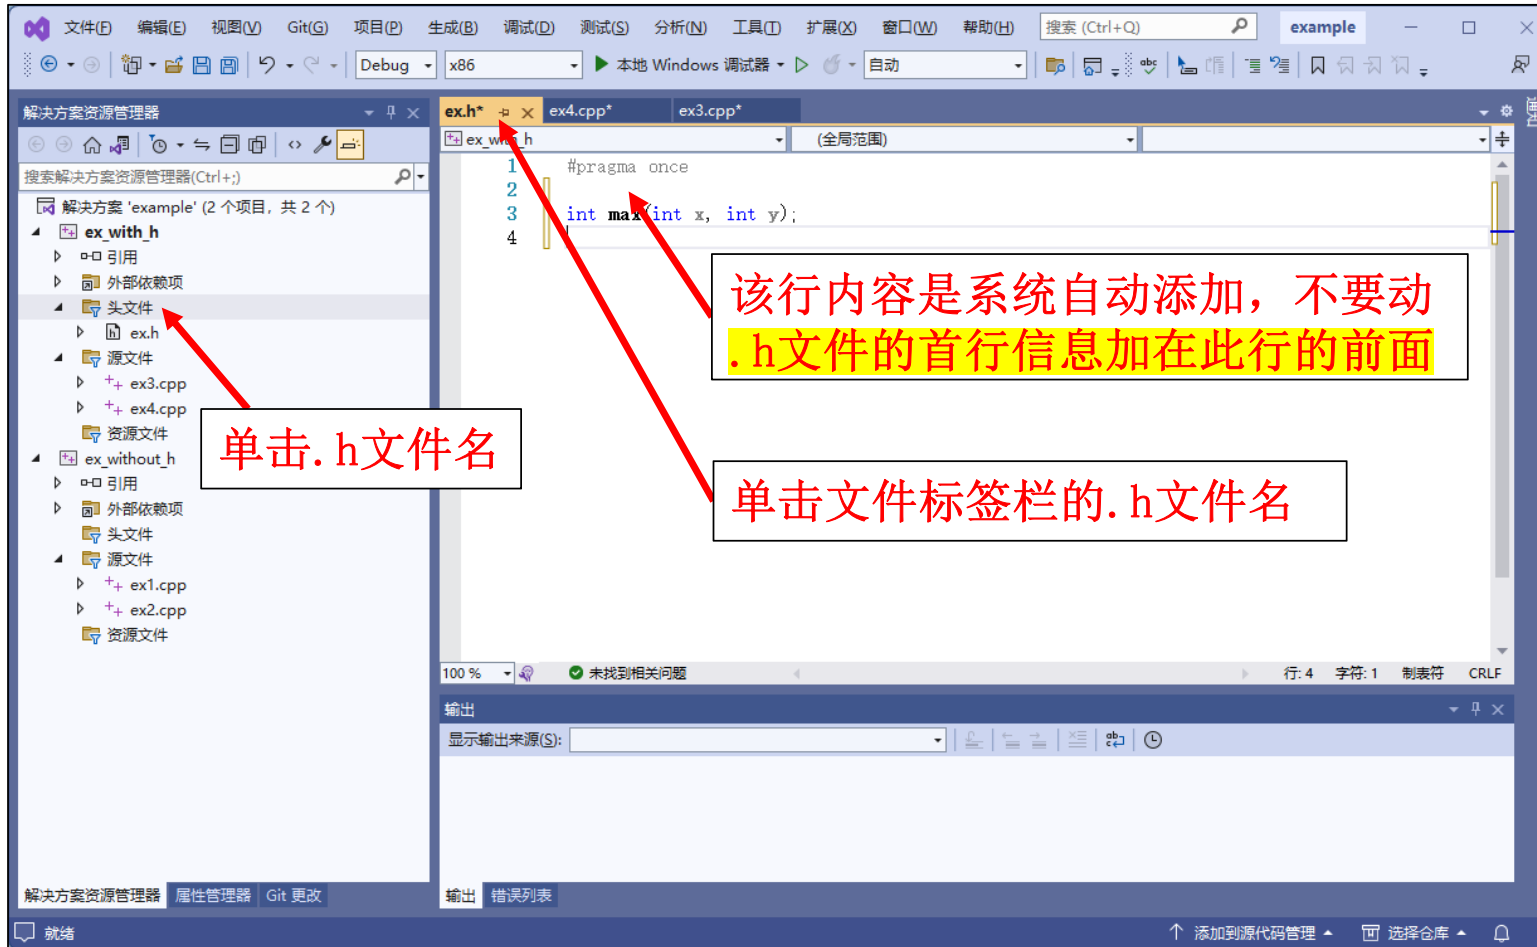 文件(F) 编辑(E) 视图(V) Git(G) 项目(P) 生成(B) 调试(D) 测试(S) 分析(N) 工具(T) 扩展(X) 窗口(W) 帮助(H) 搜索 (Ctrl+Q) example
Debug x86 本地 Windows 调试器 自动
解决方案资源管理器
搜索解决方案资源管理器(Ctrl+;)
解决方案 'example' (2 个项目，共 2 个)
ex_with_h
引用
外部依赖项
头文件
ex.h
源文件
ex3.cpp
ex4.cpp
资源文件
ex_without_h
引用
外部依赖项
头文件
源文件
ex1.cpp
ex2.cpp
资源文件
单击.h文件名
解决方案资源管理器 属性管理器 Git 更改
ex.h* ex4.cpp* ex3.cpp*
ex_with_h (全局范围)
1 #pragma once
2
3 int max(int x, int y);
4
该行内容是系统自动添加，不要动
.h文件的首行信息加在此行的前面
单击文件标签栏的.h文件名
100 % 未找到相关问题 行: 4 字符: 1 制表符 CRLF
输出
显示输出来源(S):
输出 错误列表
就绪 添加到源代码管理 选择仓库